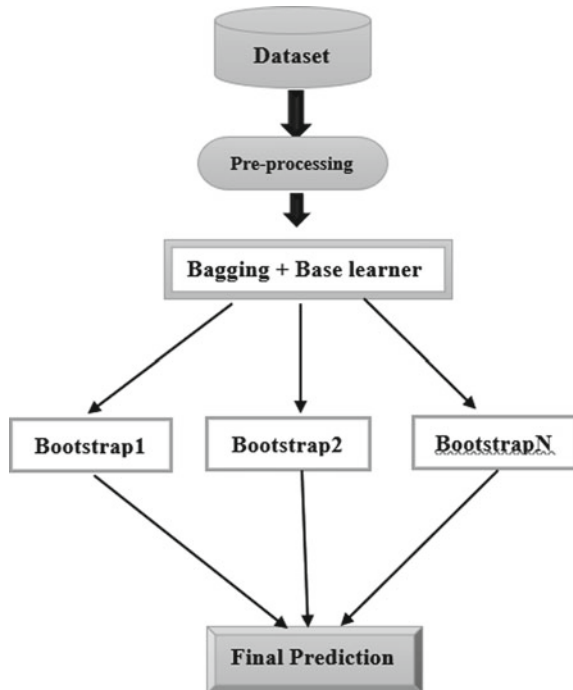 Dataset
Pre-processing
Bagging + Base learner
Bootstrap1
Bootstrap2
BootstrapN
Final Prediction